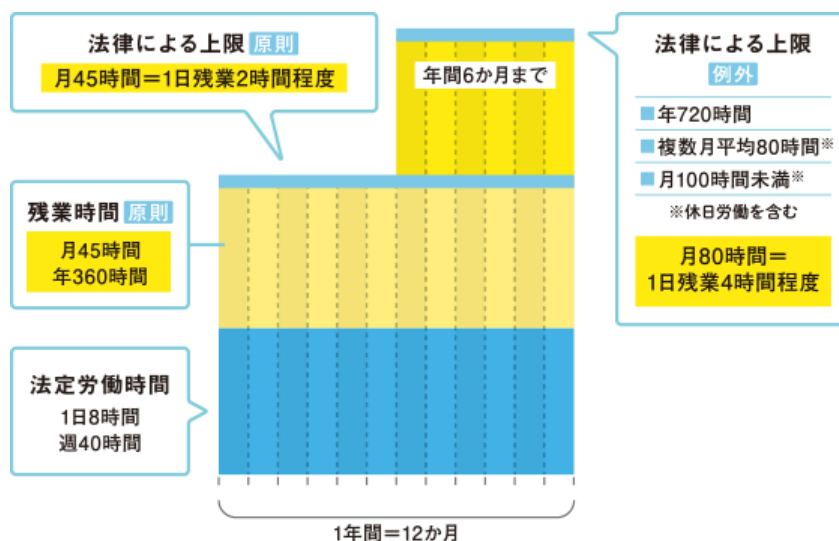 法律による上限 原則
月45時間＝1日残業2時間程度
年間6か月まで
法律による上限
例外
年720時間
複数月平均80時間※
月100時間未満※
※休日労働を含む
月80時間＝
1日残業4時間程度
残業時間 原則
月45時間
年360時間
法定労働時間
1日8時間
週40時間
1年間＝12か月